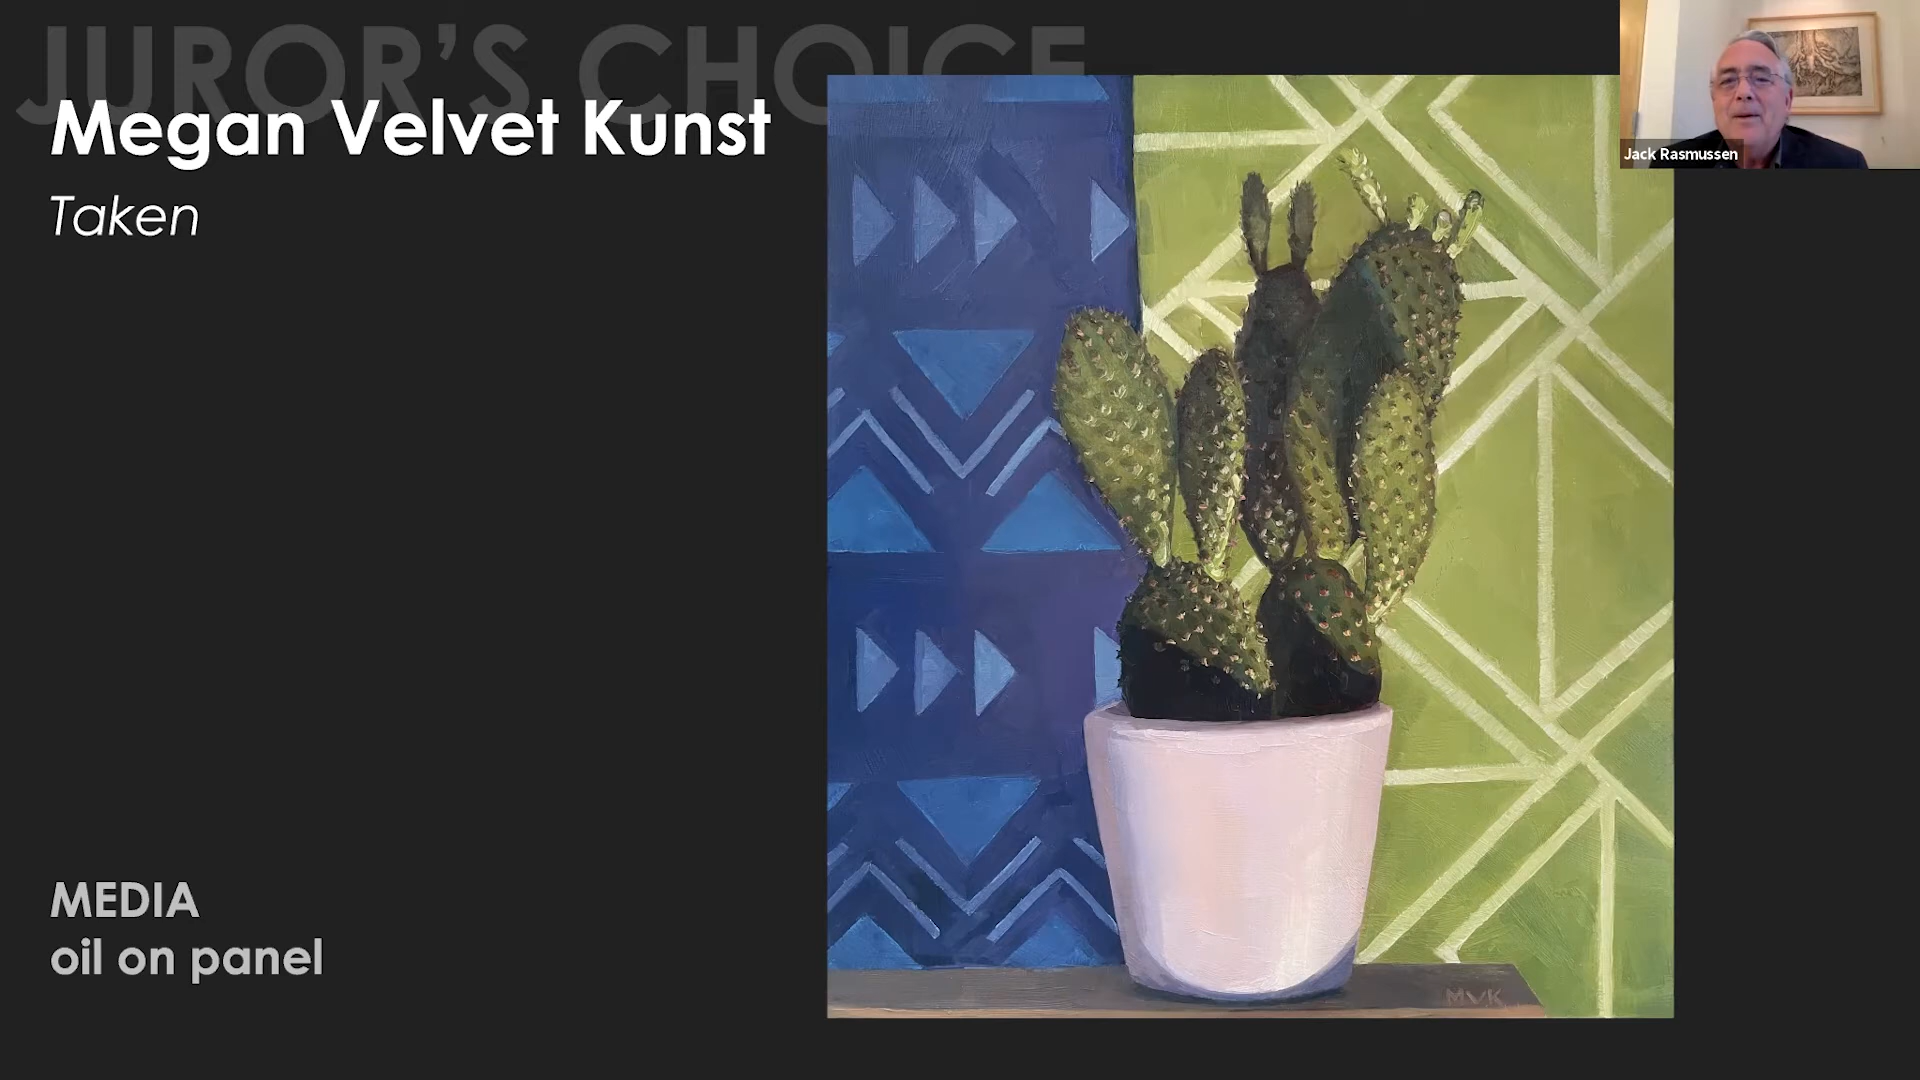 JUROR'S CHOICE
Megan Velvet Kunst
Taken
Jack Rasmussen
MEDIA
oil on panel
MVK